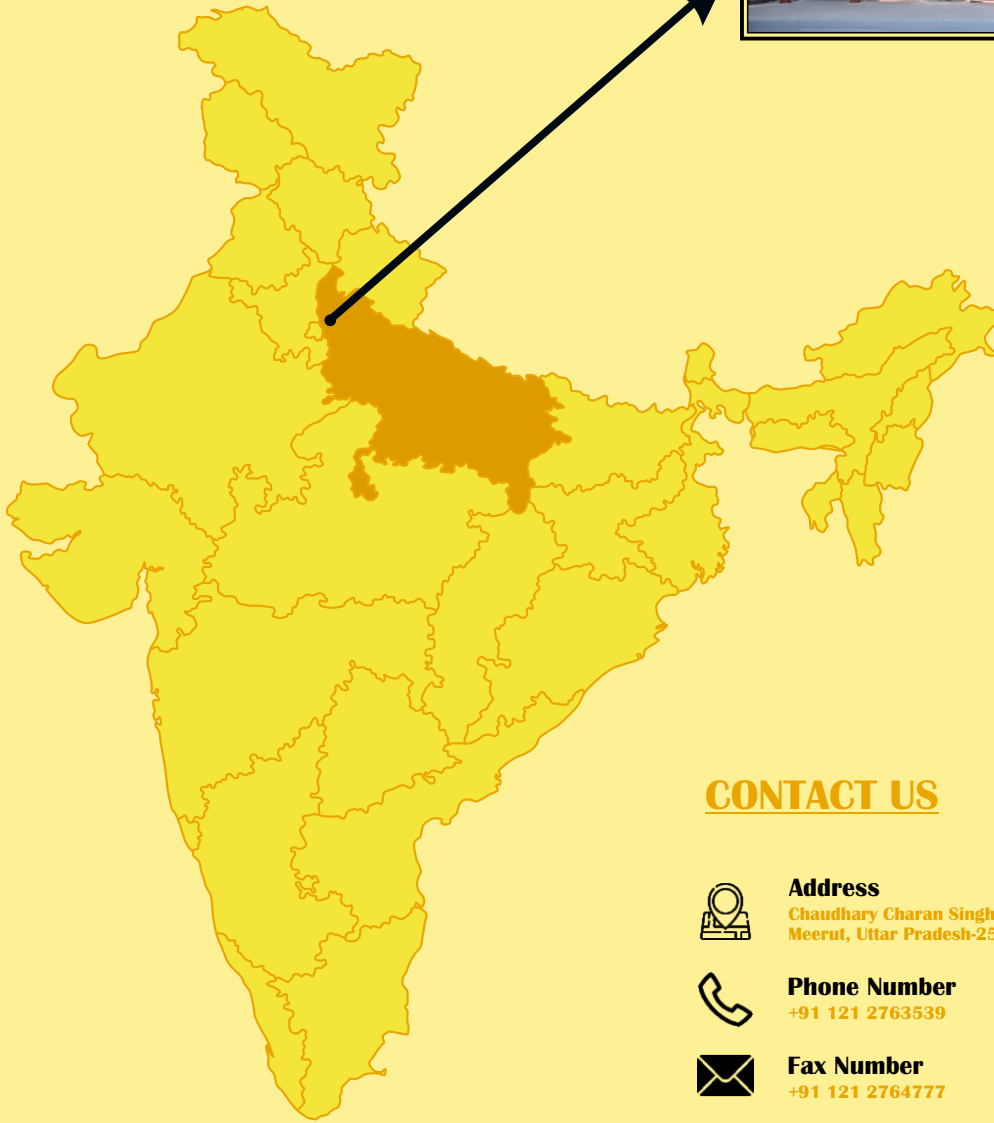 CONTACT US
Address
Chaudhary Charan Singh
Meerut, Uttar Pradesh-25
Phone Number
+91 121 2763539
Fax Number
+91 121 2764777